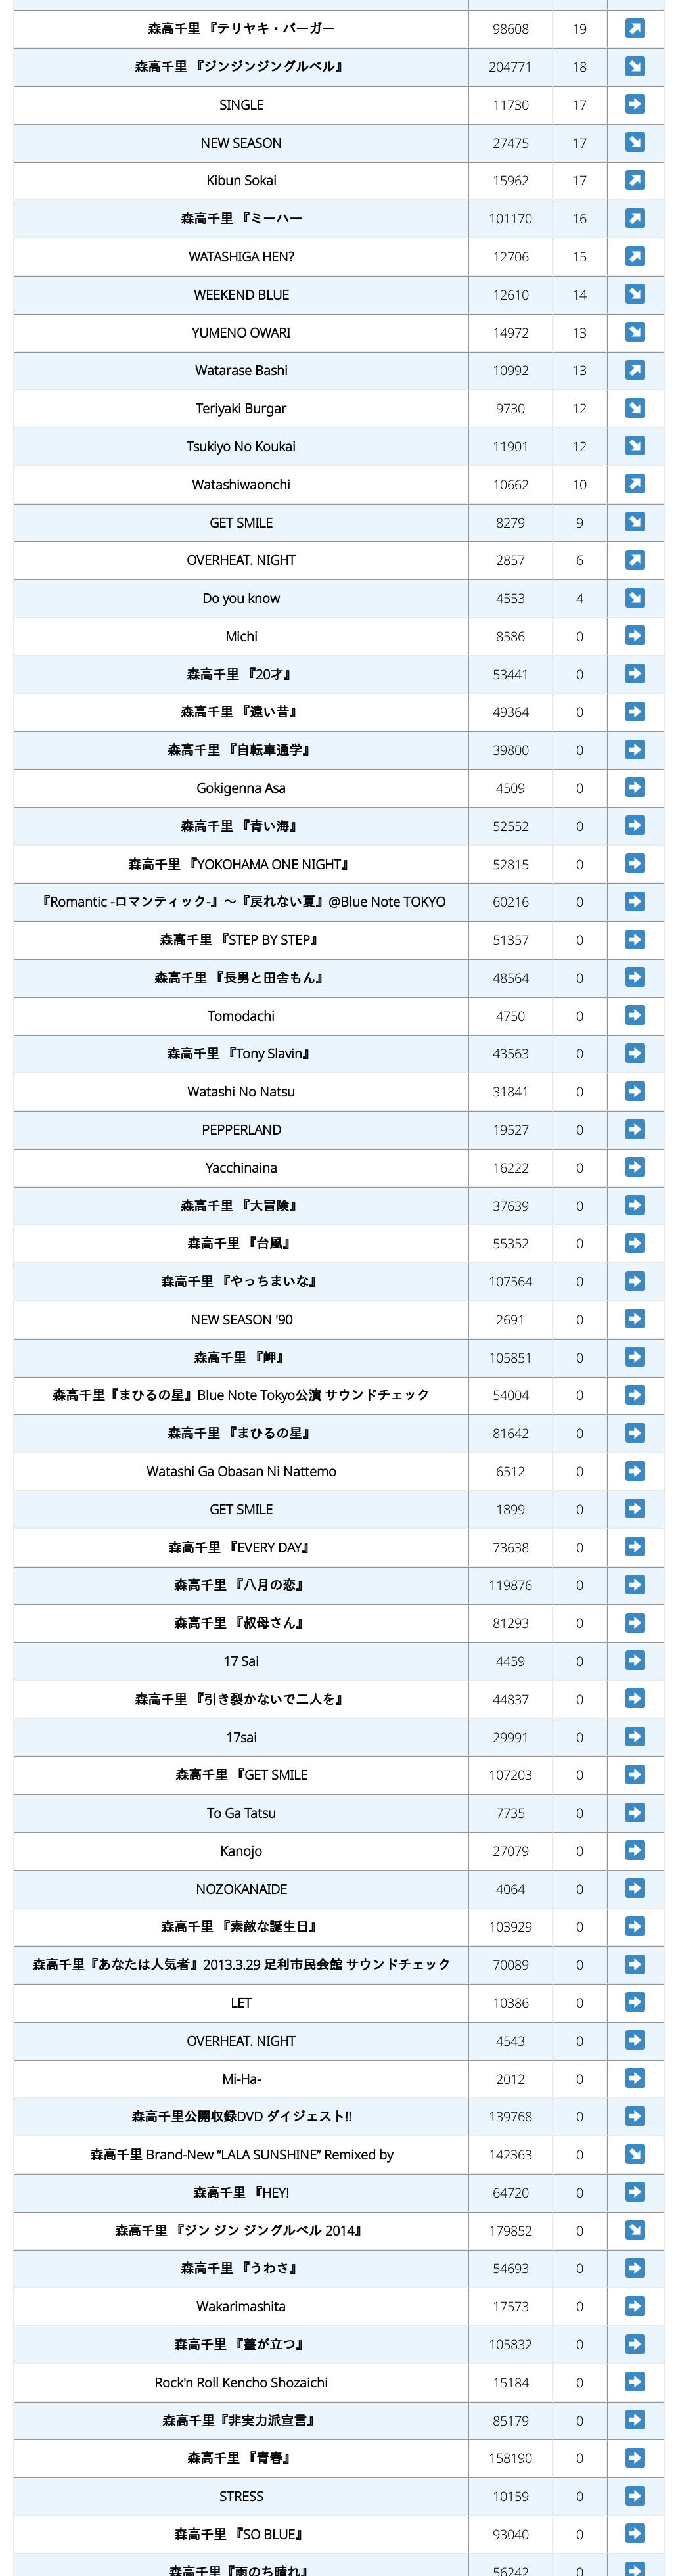 森高千里 『テリヤキ・バーガー 98608 19
森高千里 『ジンジンジングルベル』 204771 18
SINGLE 11730 17
NEW SEASON 27475 17
Kibun Sokai 15962 17
森高千里 『ミーハー 101170 16
WATASHIGA HEN? 12706 15
WEEKEND BLUE 12610 14
YUMENO OWARI 14972 13
Watarase Bashi 10992 13
Teriyaki Burgar 9730 12
Tsukiyo No Koukai 11901 12
Watashiwaonchi 10662 10
GET SMILE 8279 9
OVERHEAT. NIGHT 2857 6
Do you know 4553 4
Michi 8586 0
森高千里 『20才』 53441 0
森高千里 『遠い昔』 49364 0
森高千里 『自転車通学』 39800 0
Gokigenna Asa 4509 0
森高千里 『青い海』 52552 0
森高千里 『YOKOHAMA ONE NIGHT』 52815 0
『Romantic -ロマンティック-』～『戻れない夏』@Blue Note TOKYO 60216 0
森高千里 『STEP BY STEP』 51357 0
森高千里 『長男と田舎もん』 48564 0
Tomodachi 4750 0
森高千里 『Tony Slavin』 43563 0
Watashi No Natsu 31841 0
PEPPERLAND 19527 0
Yacchinaina 16222 0
森高千里 『大冒険』 37639 0
森高千里 『台風』 55352 0
森高千里 『やっちまいな』 107564 0
NEW SEASON '90 2691 0
森高千里 『岬』 105851 0
森高千里『まひるの星』Blue Note Tokyo公演 サウンドチェック 54004 0
森高千里 『まひるの星』 81642 0
Watashi Ga Obasan Ni Nattemo 6512 0
GET SMILE 1899 0
森高千里 『EVERY DAY』 73638 0
森高千里 『八月の恋』 119876 0
森高千里 『叔母さん』 81293 0
17 Sai 4459 0
森高千里 『引き裂かないで二人を』 44837 0
17sai 29991 0
森高千里 『GET SMILE 107203 0
To Ga Tatsu 7735 0
Kanojo 27079 0
NOZOKANAIDE 4064 0
森高千里 『素敵な誕生日』 103929 0
森高千里『あなたは人気者』2013.3.29 足利市民会館 サウンドチェック 70089 0
LET 10386 0
OVERHEAT. NIGHT 4543 0
Mi-Ha- 2012 0
森高千里公開収録DVD ダイジェスト!! 139768 0
森高千里 Brand-New “LALA SUNSHINE” Remixed by 142363 0
森高千里 『HEY! 64720 0
森高千里 『ジン ジン ジングルベル 2014』 179852 0
森高千里 『うわさ』 54693 0
Wakarimashita 17573 0
森高千里 『薹が立つ』 105832 0
Rock'n Roll Kencho Shozaichi 15184 0
森高千里『非実力派宣言』 85179 0
森高千里 『青春』 158190 0
STRESS 10159 0
森高千里 『SO BLUE』 93040 0
森高千里『雨のち晴れ』 56242 0